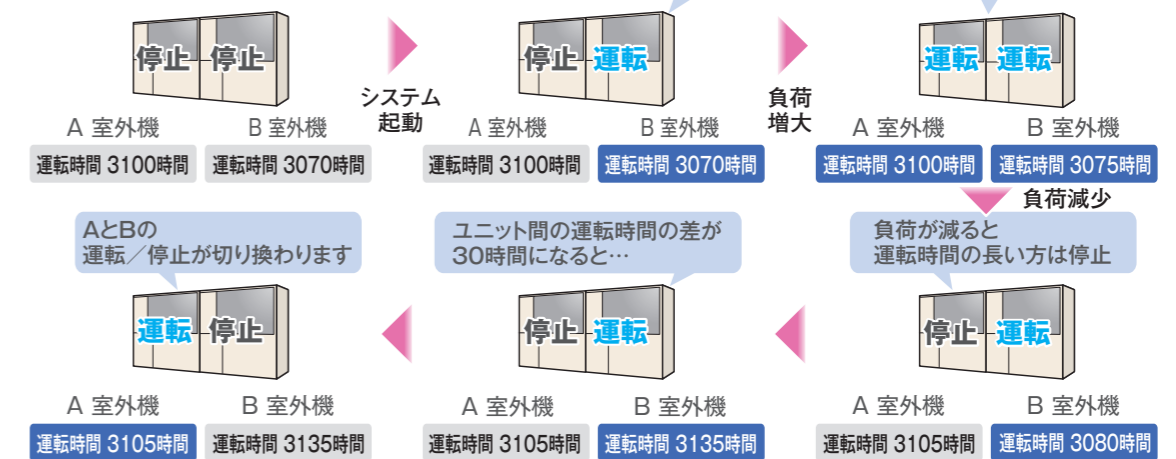 停止 停止
A 室外機 B 室外機
運転時間 3100時間 運転時間 3070時間
システム
起動
停止 運転
A 室外機 B 室外機
運転時間 3100時間 運転時間 3070時間
負荷
増大
運転 運転
A 室外機 B 室外機
運転時間 3100時間 運転時間 3075時間
負荷減少
負荷が減ると
運転時間の長い方は停止
停止 運転
A 室外機 B 室外機
運転時間 3105時間 運転時間 3080時間
ユニット間の運転時間の差が
30時間になると…
停止 運転
A 室外機 B 室外機
運転時間 3105時間 運転時間 3135時間
AとBの
運転／停止が切り換わります
運転 停止
A 室外機 B 室外機
運転時間 3105時間 運転時間 3135時間